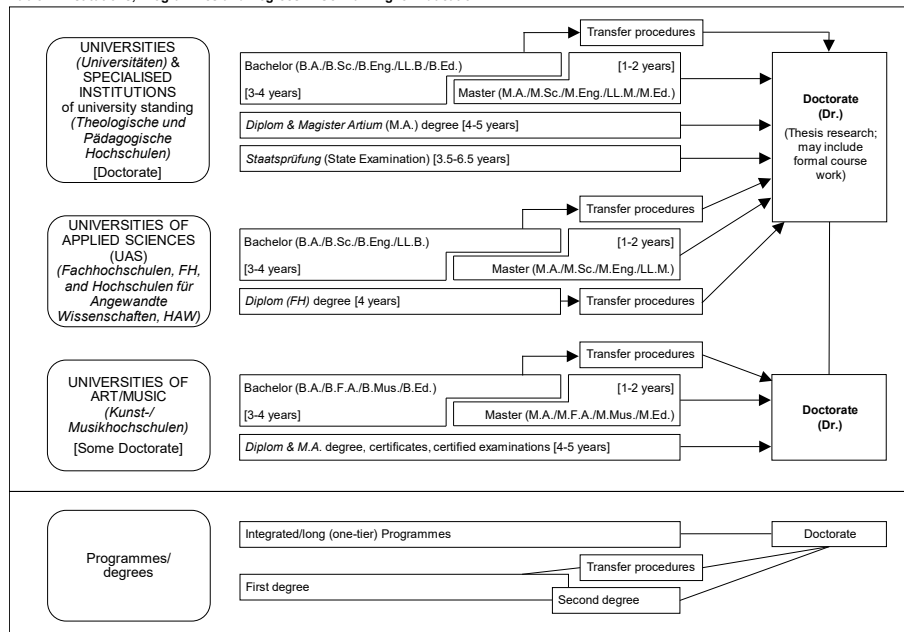 UNIVERSITIES
(Universitäten) &
SPECIALISED
INSTITUTIONS
of university standing
(Theologische und
Pädagogische
Hochschulen)
[Doctorate]
Transfer procedures
Bachelor (B.A./B.Sc./B.Eng./LL.B./B.Ed.)
[1-2 years]
[3-4 years]
Master (M.A./M.Sc./M.Eng./LL.M./M.Ed.)
Diplom & Magister Artium (M.A.) degree [4-5 years]
Staatsprüfung (State Examination) [3.5-6.5 years]
Doctorate
(Dr.)
(Thesis research;
may include
formal course
work)
UNIVERSITIES OF
APPLIED SCIENCES
(UAS)
(Fachhochschulen, FH,
and Hochschulen für
Angewandte
Wissenschaften, HAW)
Transfer procedures
Bachelor (B.A./B.Sc./B.Eng./LL.B.)
[1-2 years]
[3-4 years]
Master (M.A./M.Sc./M.Eng./LL.M.)
Diplom (FH) degree [4 years]
Transfer procedures
UNIVERSITIES OF
ART/MUSIC
(Kunst-/
Musikhochschulen)
[Some Doctorate]
Transfer procedures
Bachelor (B.A./B.F.A./B.Mus./B.Ed.)
[1-2 years]
[3-4 years]
Master (M.A./M.F.A./M.Mus./M.Ed.)
Diplom & M.A. degree, certificates, certified examinations [4-5 years]
Doctorate
(Dr.)
Programmes/
degrees
Integrated/long (one-tier) Programmes
Doctorate
Transfer procedures
First degree
Second degree